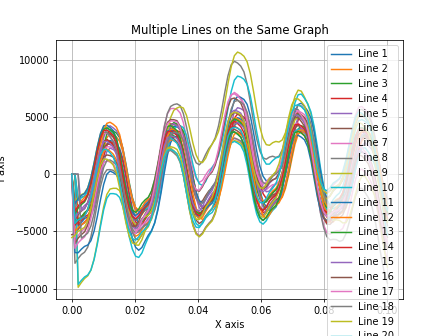 Multiple Lines on the Same Graph
10000
5000
0
−5000
−10000
0.00
0.02
0.04
0.06
X axis
Line 1
Line 2
Line 3
Line 4
Line 5
Line 6
Line 7
Line 8
Line 9
Line 10
Line 11
Line 12
Line 13
Line 14
Line 15
Line 16
Line 17
Line 18
Line 19
Line 20